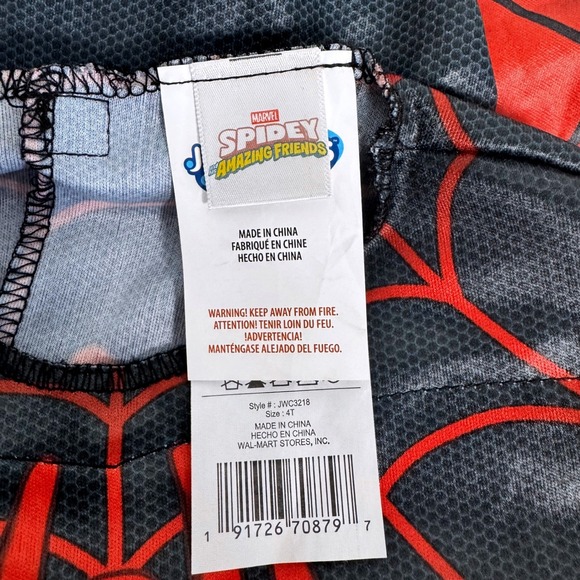 MARVEL
SPIDEY
AMAZING FRIENDS
MADE IN CHINA
FABRIQUÉ EN CHINE
HECHO EN CHINA
WARNING! KEEP AWAY FROM FIRE.
ATTENTION! TENIR LOIN DU FEU.
!ADVERTENCIA!
MANTÉNGASE ALEJADO DEL FUEGO.
Style # : JWC3218
Size : 4T
MADE IN CHINA
HECHO EN CHINA
WAL-MART STORES, INC.
1 91726 70879 7